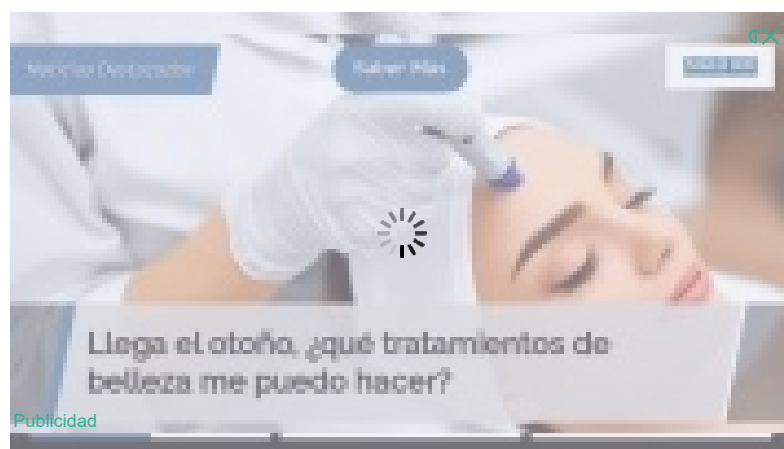 Noticias Destacadas
Saber Más
Llega el otoño, ¿qué tratamientos de
belleza me puedo hacer?
Publicidad